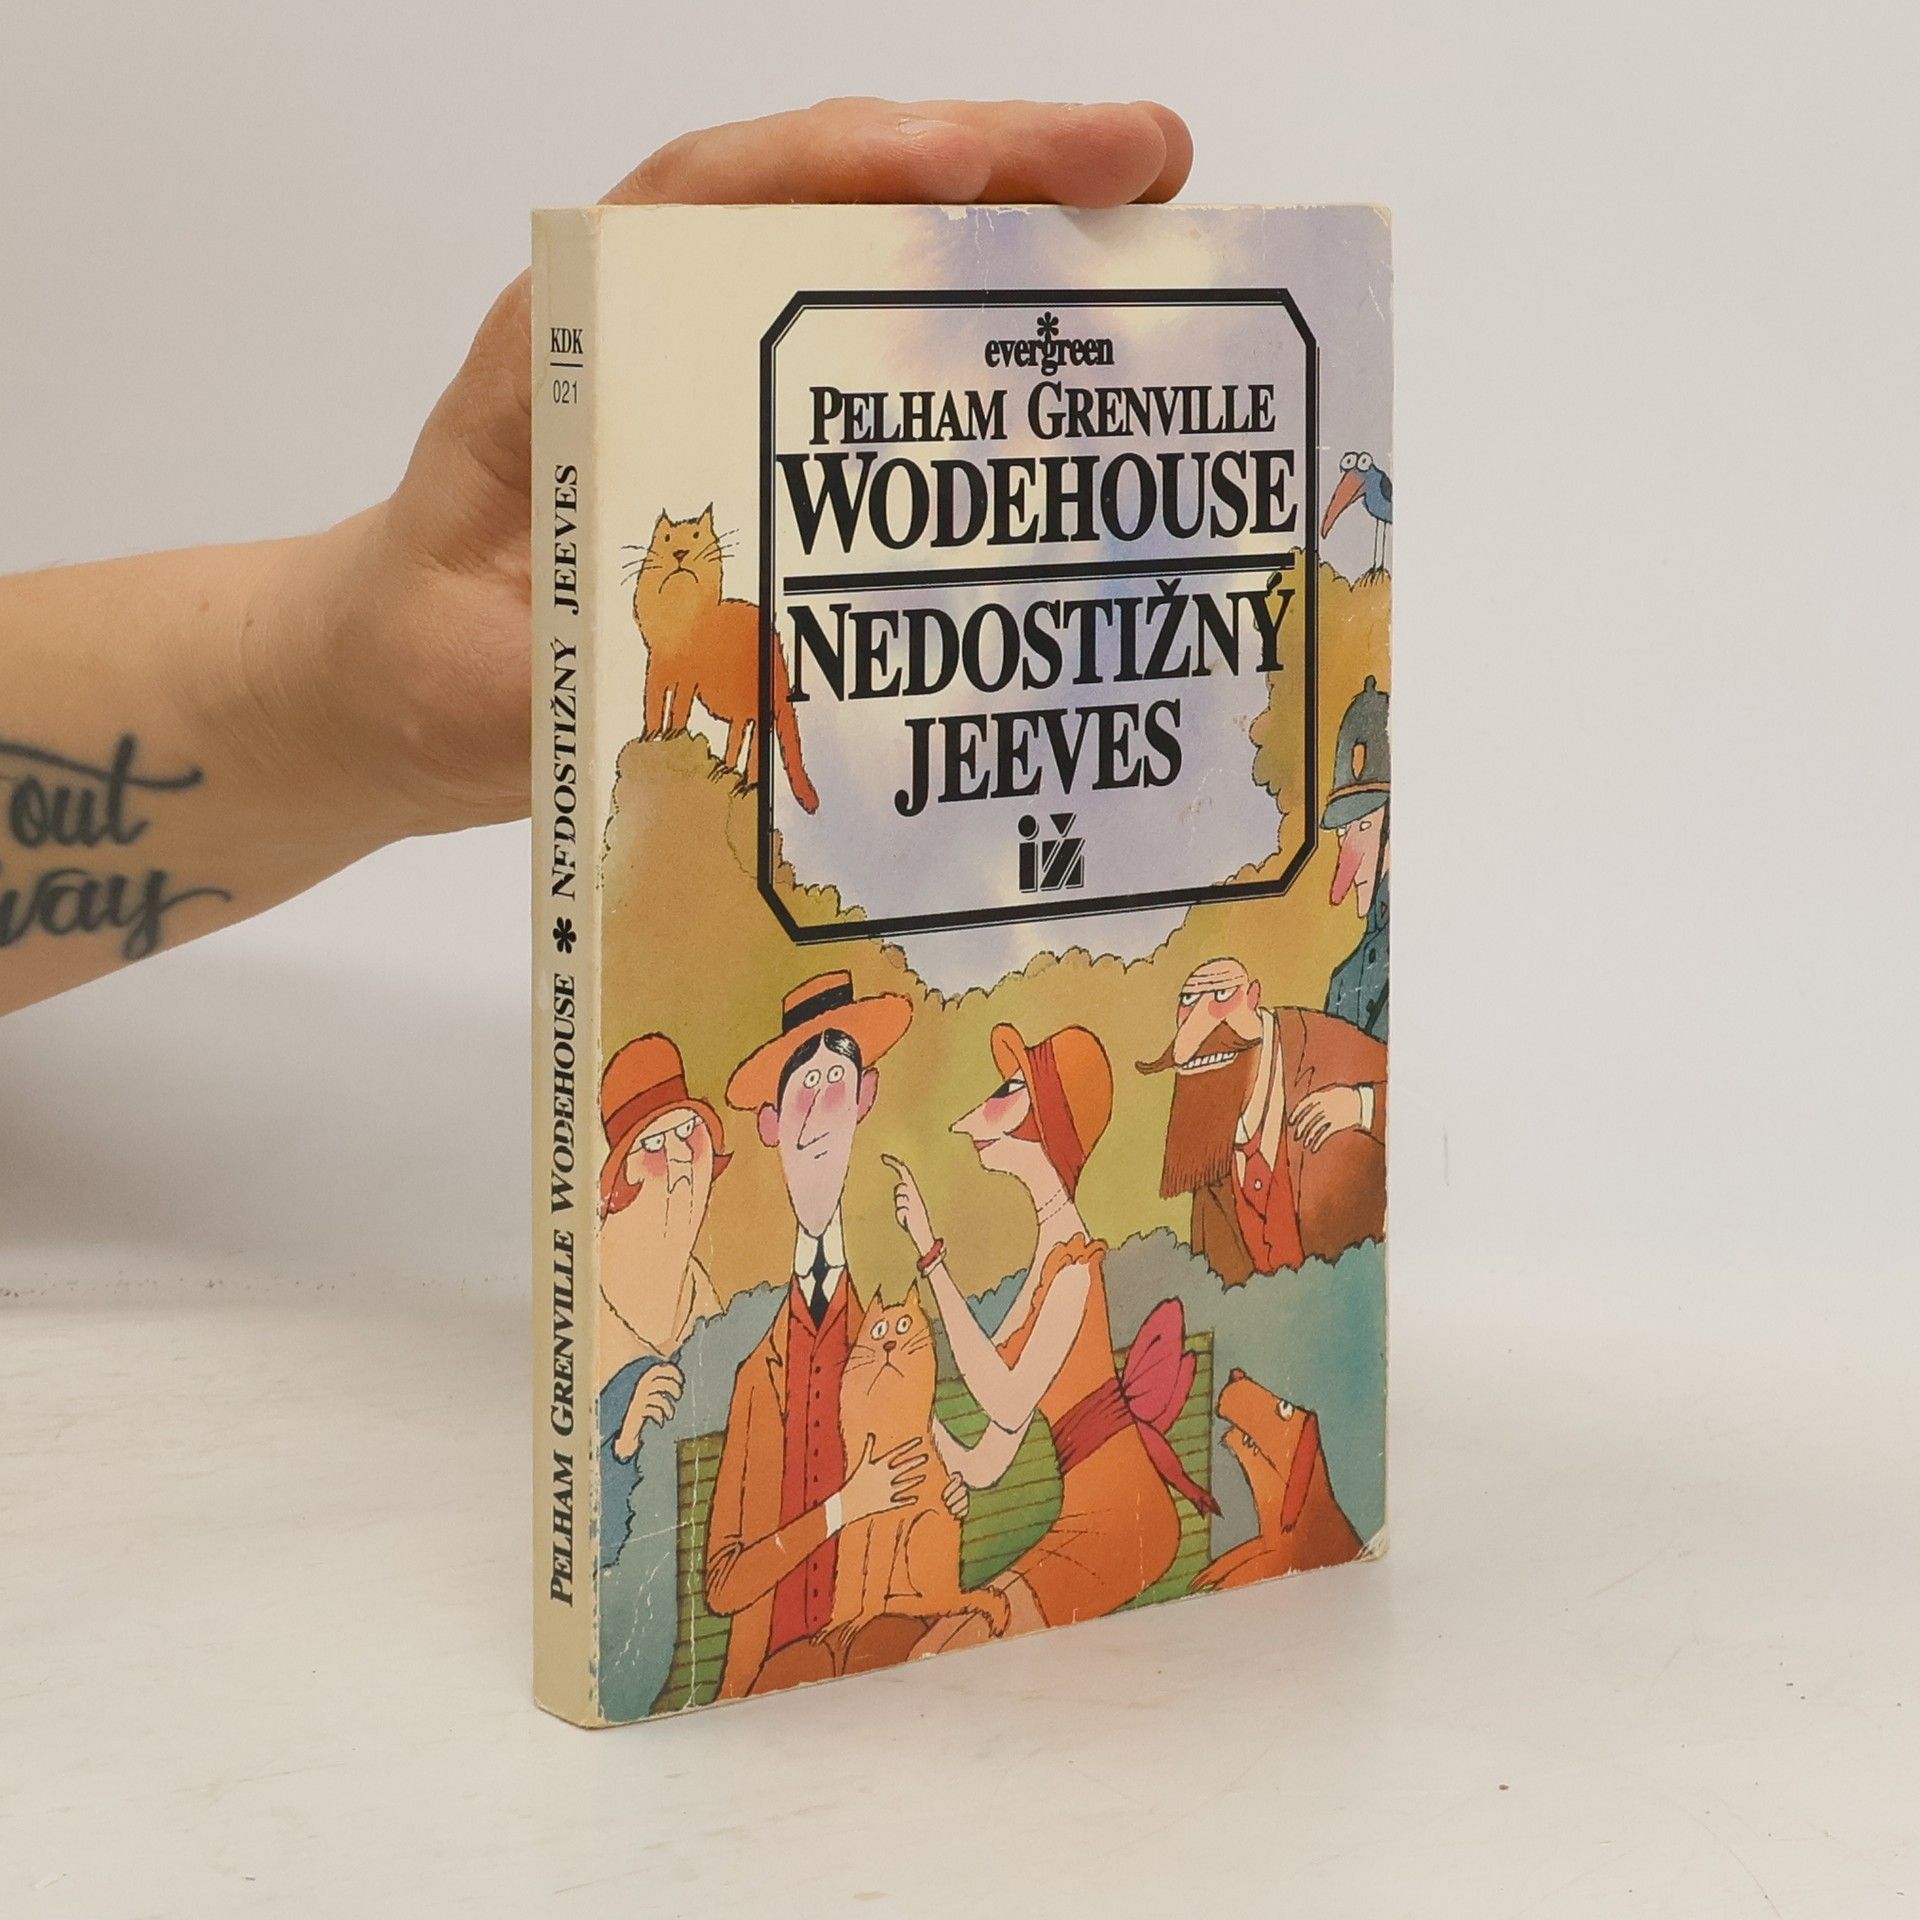 evergreen
PELHAM GRENVILLE
WODEHOUSE
NEDOSTIŽNÝ
JEEVES
iž
KDK
021
PELHAM GRENVILLE WODEHOUSE * NEDOSTIŽNÝ JEEVES
out
way